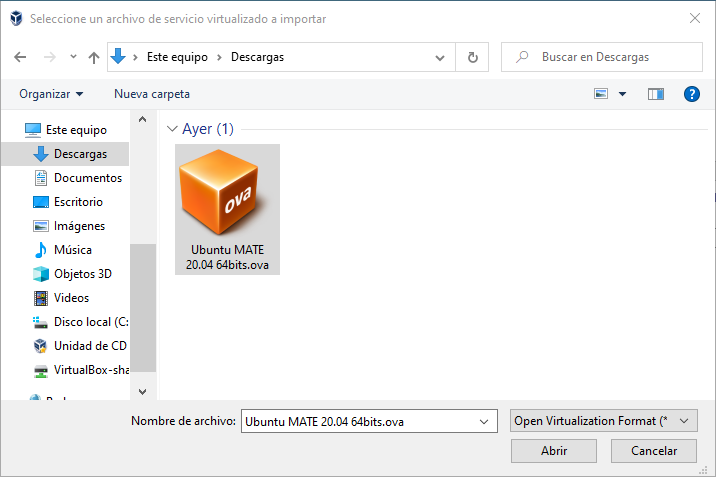 Seleccione un archivo de servicio virtualizado a importar
Este equipo > Descargas
Buscar en Descargas
Organizar
Nueva carpeta
?
Este equipo
Descargas
Documentos
Escritorio
Imágenes
Música
Objetos 3D
Videos
Disco local (C:
Unidad de CD
VirtualBox-sha
Ayer (1)
ova
Ubuntu MATE
20.04 64bits.ova
Nombre de archivo:
Ubuntu MATE 20.04 64bits.ova
Open Virtualization Format (*
Abrir
Cancelar